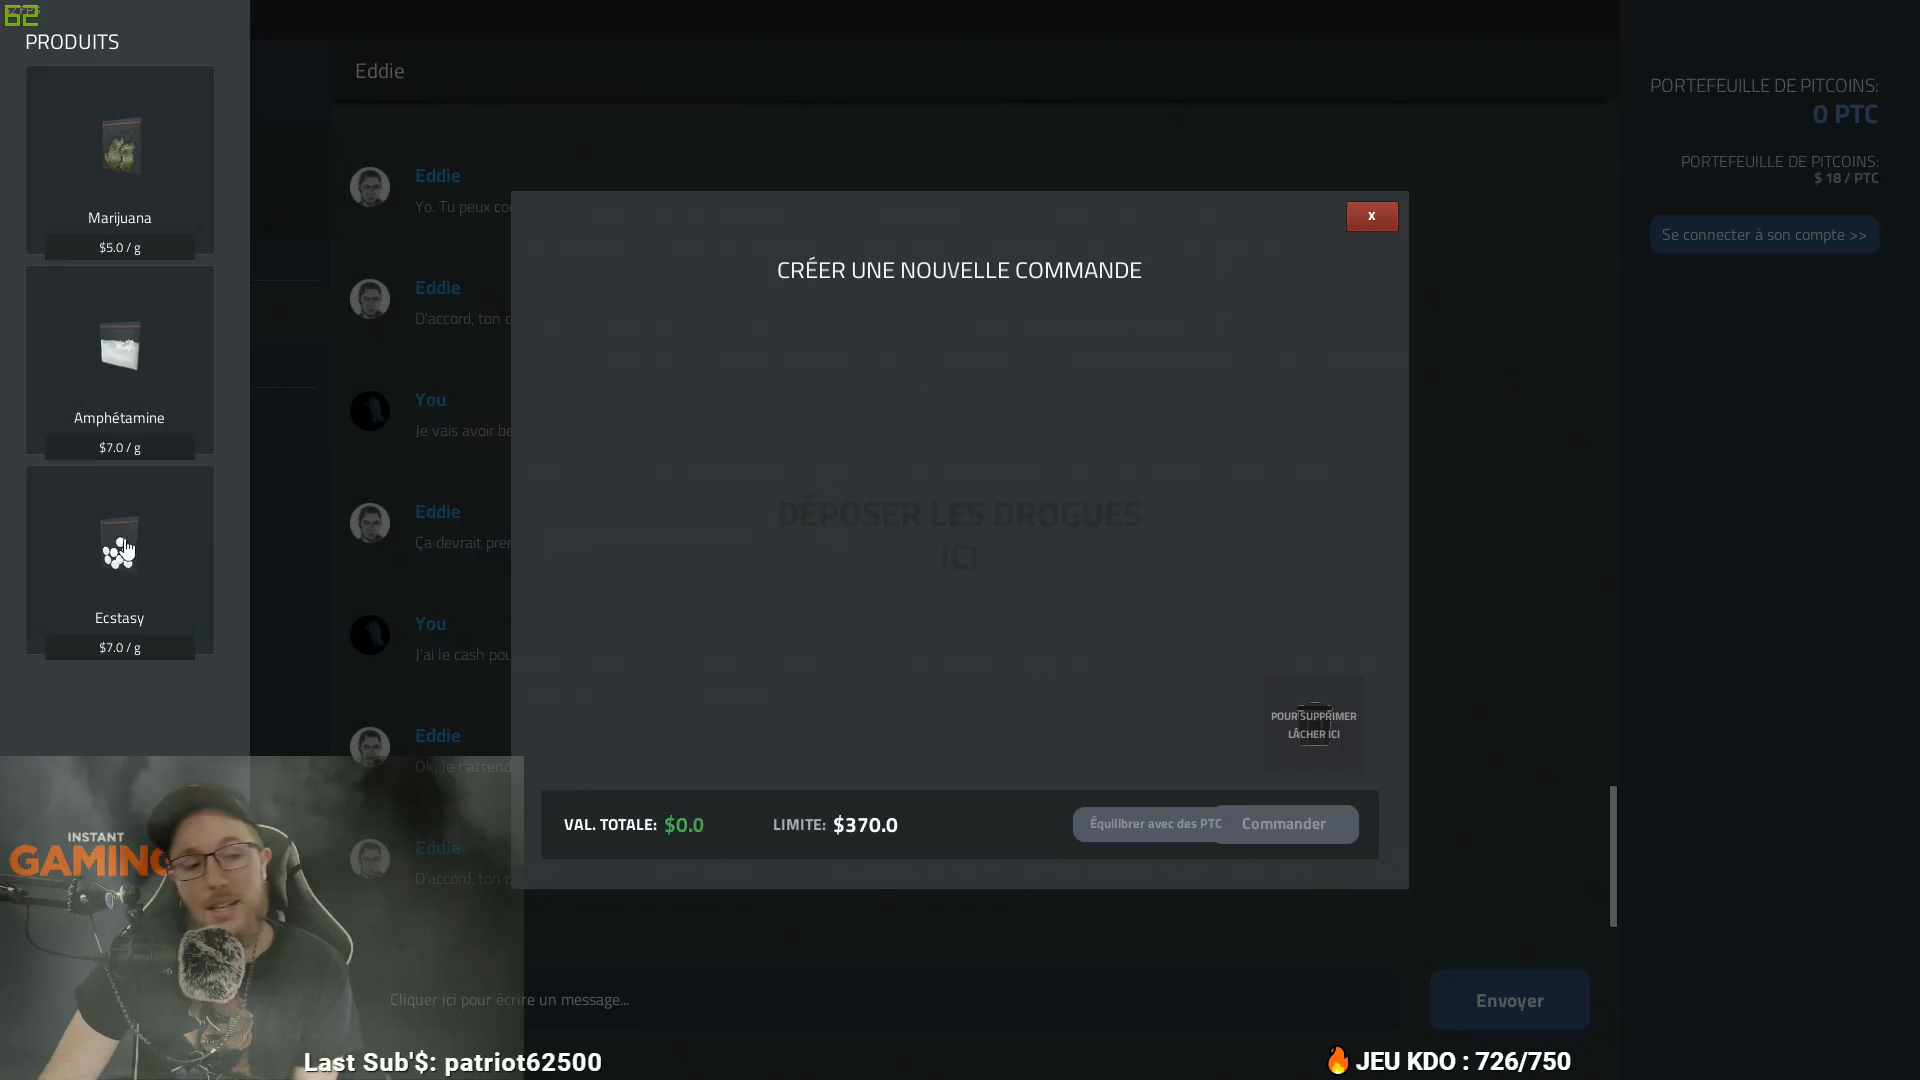 62
PRODUITS
Marijuana
$5.0 / g
Amphétamine
$7.0 / g
Ecstasy
$7.0 / g
Eddie
Eddie
Yo. Tu peux
Eddie
D'accord, ton
You
Je vais avoir
Eddie
Ça devrait
You
J'ai le cash
Eddie
Ok, Je t'attend
Eddie
D'accord, ton
x
CRÉER UNE NOUVELLE COMMANDE
DÉPOSER LES DROGUES
ICI
POUR SUPPRIMER
LÂCHER ICI
VAL. TOTALE: $0.0
LIMITE: $370.0
Équilibrer avec des PTC
Commander
Cliquer ici pour écrire un message...
Envoyer
PORTEFEUILLE DE PITCOINS:
0 PTC
PORTEFEUILLE DE PITCOINS:
$ 18 / PTC
Se connecter à son compte >>
INSTANT
GAMING
Last Sub'$: patriot62500
JEU KDO : 726/750